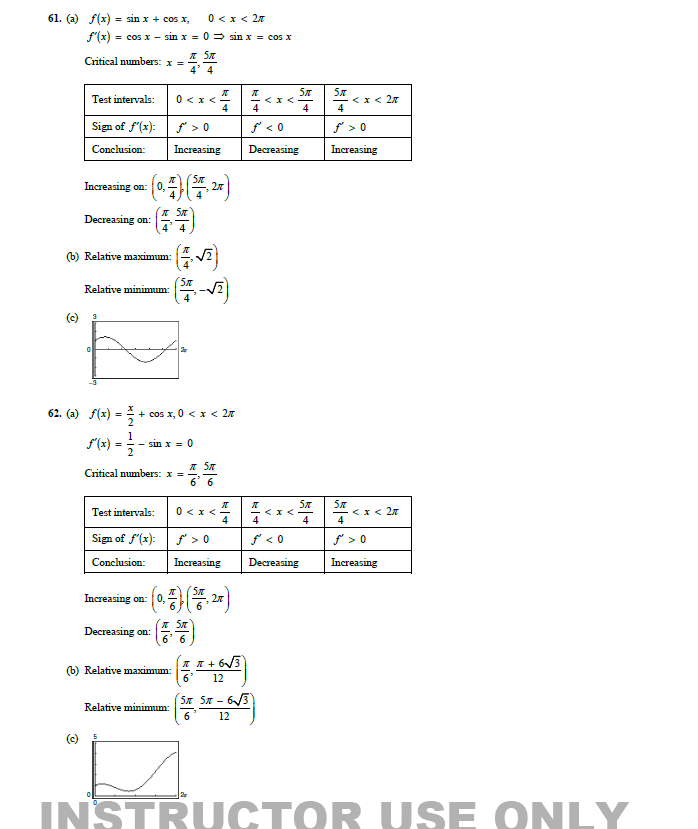 61. (a) f(x) = sin x + cos x, 0 < x < 2π
f′(x) = cos x − sin x = 0 ⇒ sin x = cos x
Critical numbers: x = π/4, 5π/4
Test intervals: 0 < x < π/4 π/4 < x < 5π/4 5π/4 < x < 2π
Sign of f′(x): f′ > 0 f′ < 0 f′ > 0
Conclusion: Increasing Decreasing Increasing
Increasing on: (0, π/4), (5π/4, 2π)
Decreasing on: (π/4, 5π/4)
(b) Relative maximum: (π/4, √2)
Relative minimum: (5π/4, −√2)
(c)
3
0 2π
−3
62. (a) f(x) = x/2 + cos x, 0 < x < 2π
f′(x) = 1/2 − sin x = 0
Critical numbers: x = π/6, 5π/6
Test intervals: 0 < x < π/4 π/4 < x < 5π/4 5π/4 < x < 2π
Sign of f′(x): f′ > 0 f′ < 0 f′ > 0
Conclusion: Increasing Decreasing Increasing
Increasing on: (0, π/6), (5π/6, 2π)
Decreasing on: (π/6, 5π/6)
(b) Relative maximum: (π/6, (π + 6√3)/12)
Relative minimum: (5π/6, (5π − 6√3)/12)
(c)
5
0 2π
0
INSTRUCTOR USE ONLY